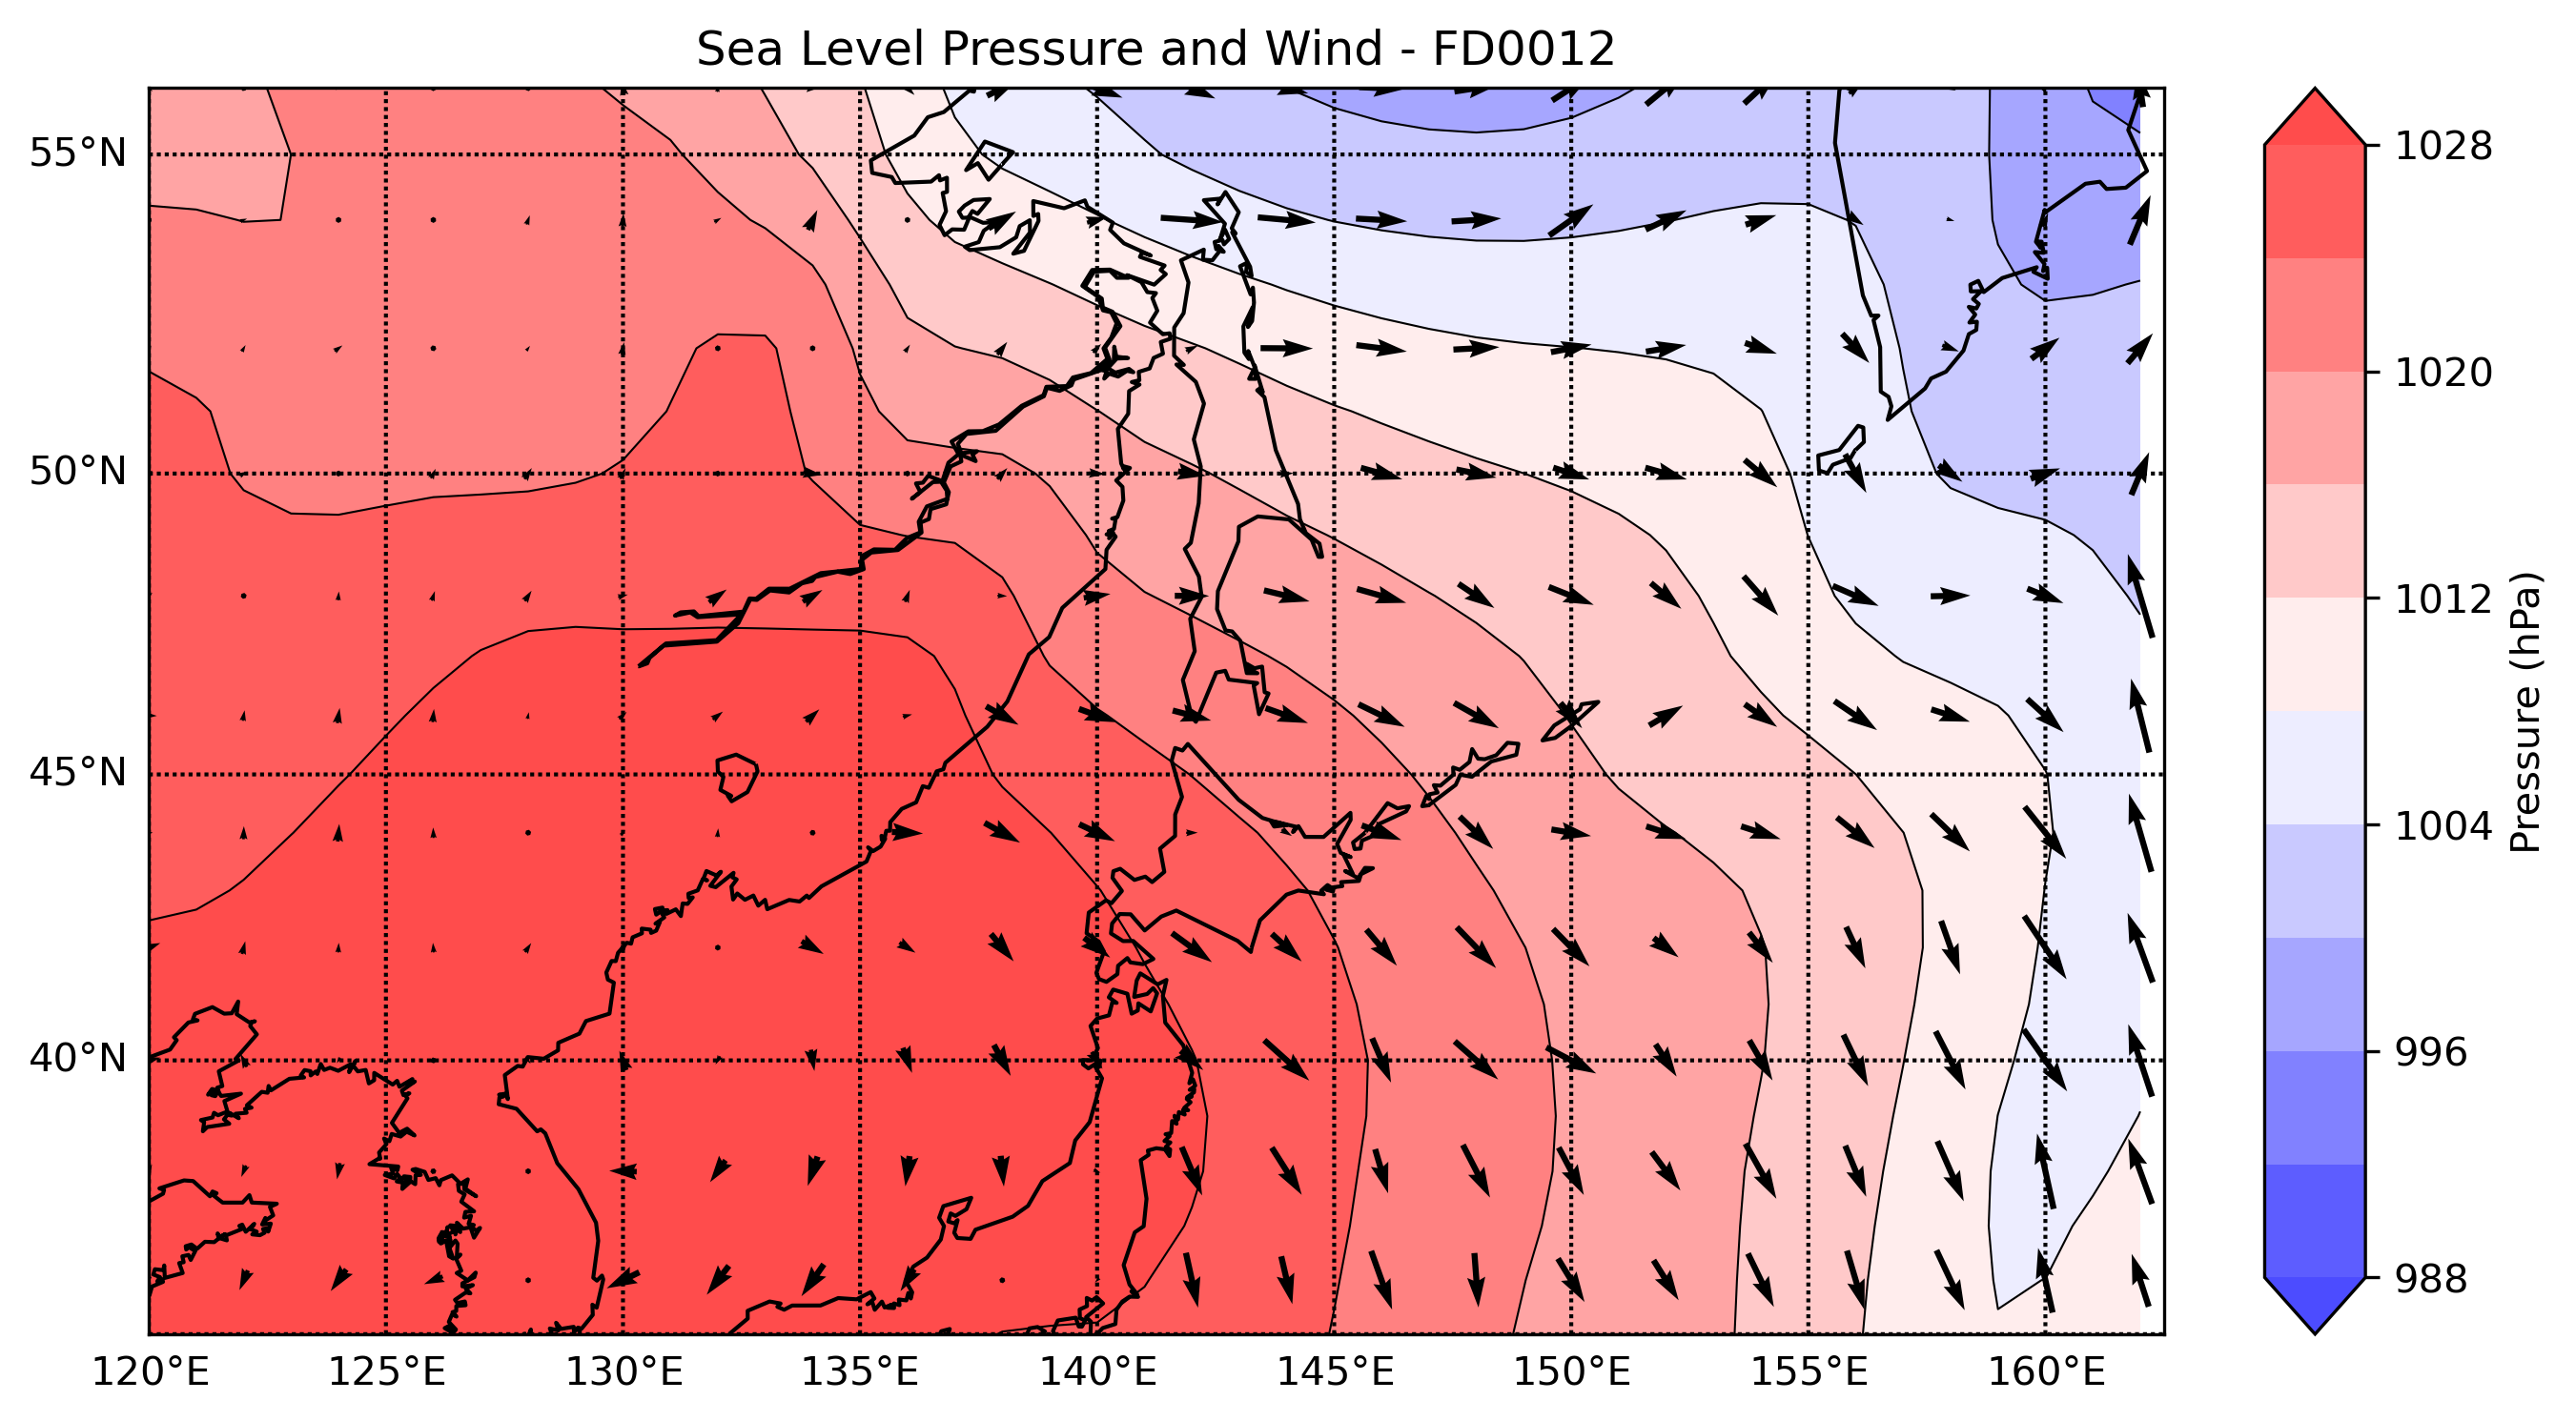 Sea Level Pressure and Wind - FD0012
55°N
50°N
45°N
40°N
120°E 125°E 130°E 135°E 140°E 145°E 150°E 155°E 160°E
1028
1020
1012
1004
996
988
Pressure (hPa)